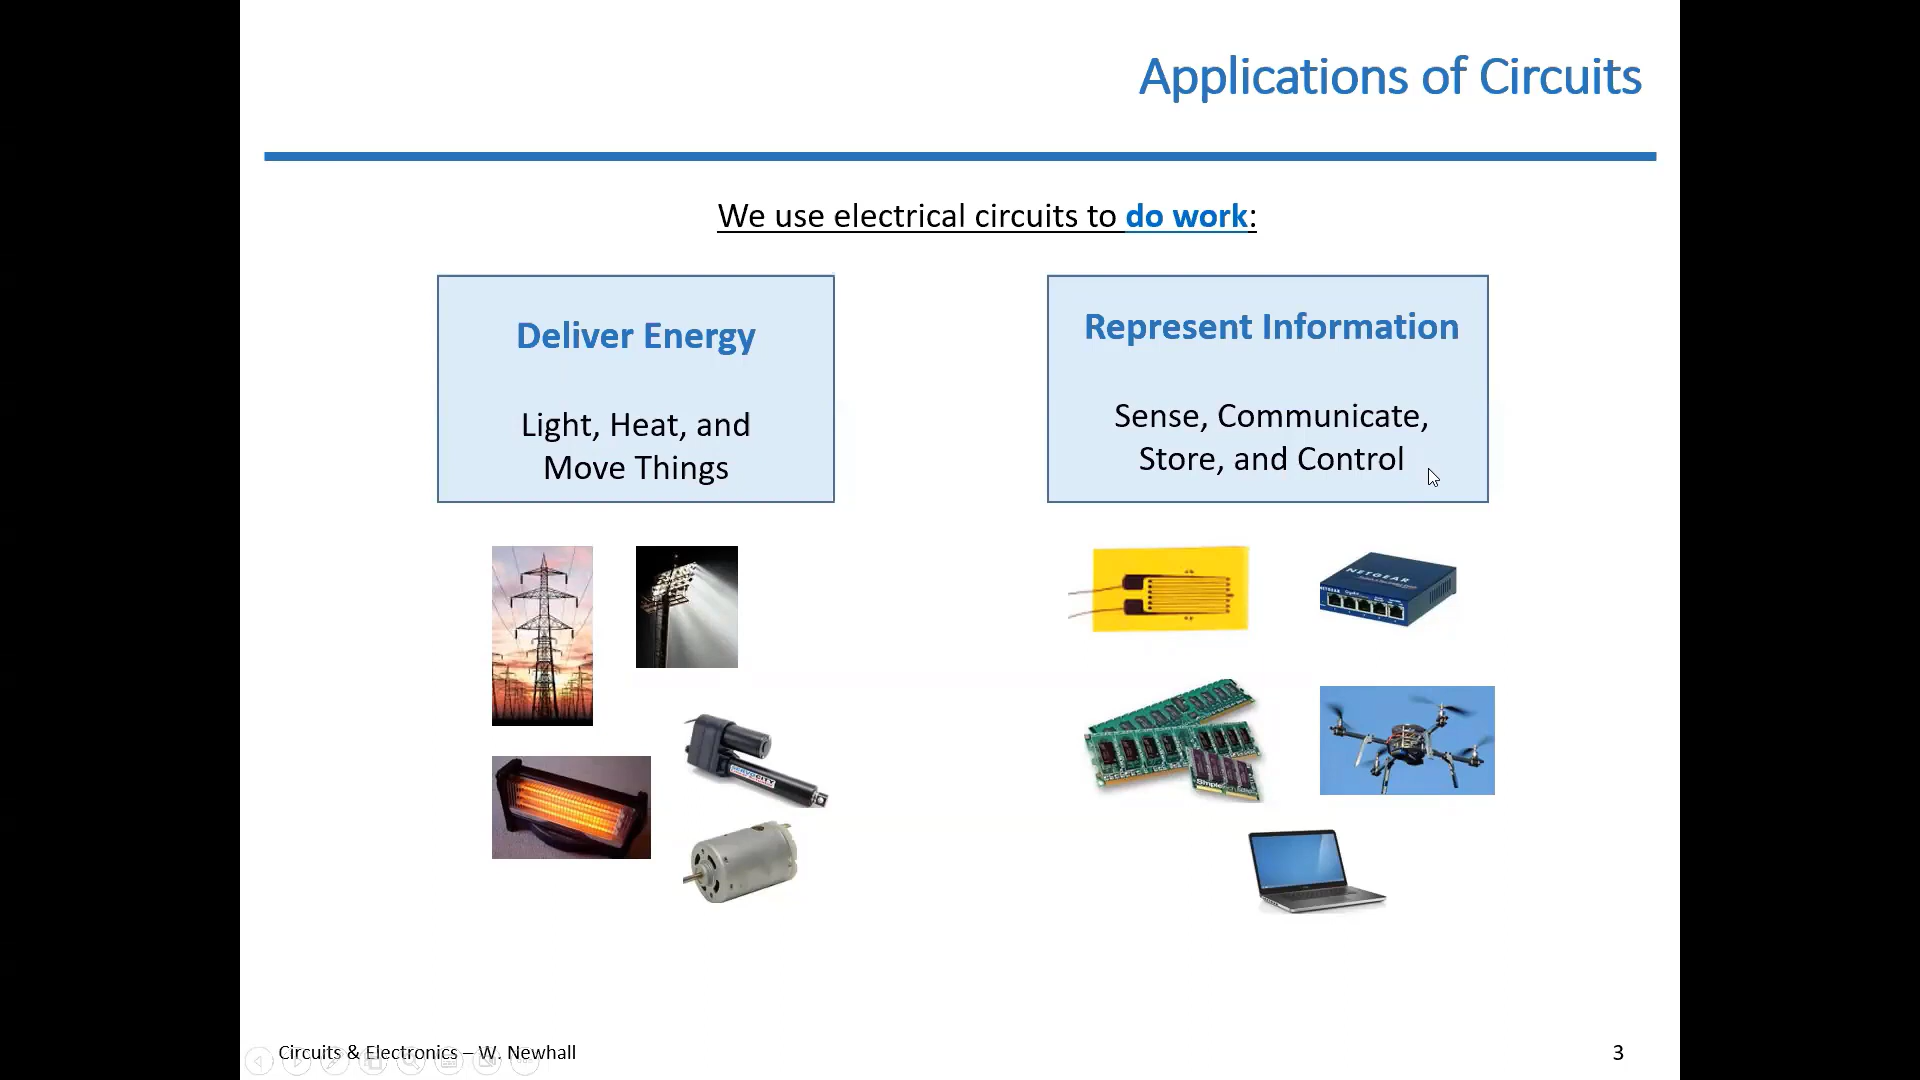 Applications of Circuits
We use electrical circuits to do work:
Deliver Energy
Light, Heat, and
Move Things
Represent Information
Sense, Communicate,
Store, and Control
NETGEAR
Circuits & Electronics – W. Newhall
3